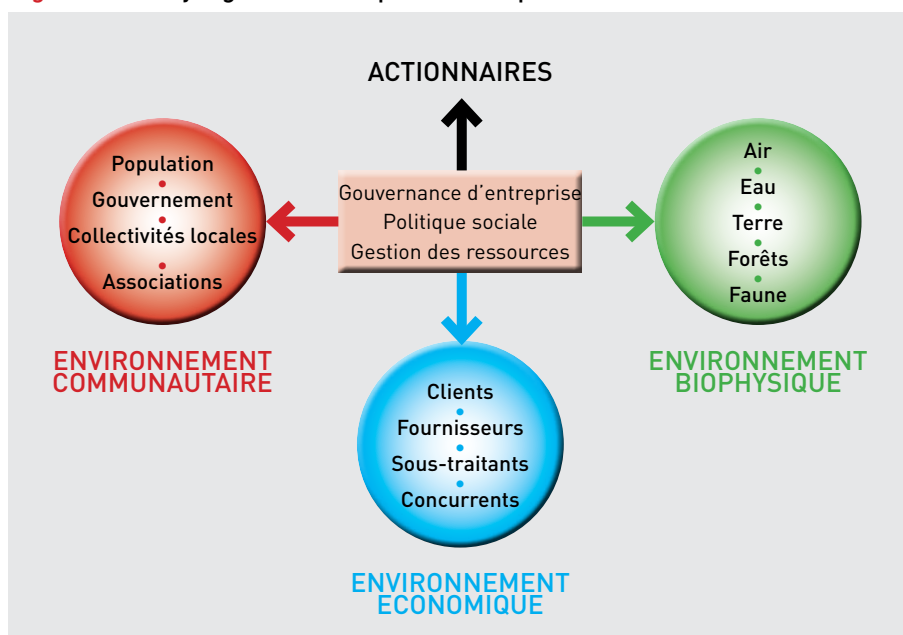 ACTIONNAIRES
Population
Gouvernement
Collectivités locales
Associations
ENVIRONNEMENT
COMMUNAUTAIRE
Gouvernance d'entreprise
Politique sociale
Gestion des ressources
Air
Eau
Terre
Forêts
Faune
ENVIRONNEMENT
BIOPHYSIQUE
Clients
Fournisseurs
Sous-traitants
Concurrents
ENVIRONNEMENT
ECONOMIQUE